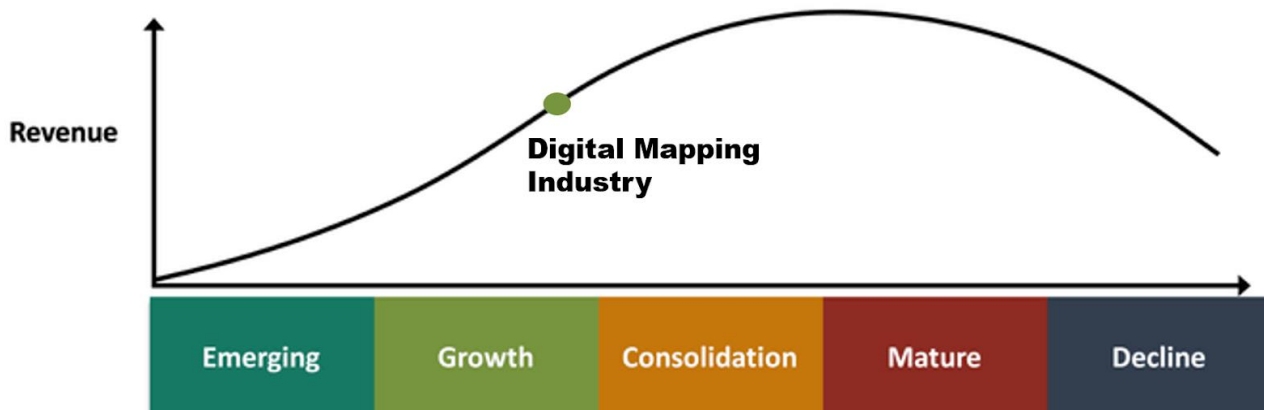 Revenue
Digital Mapping
Industry
Emerging
Growth
Consolidation
Mature
Decline